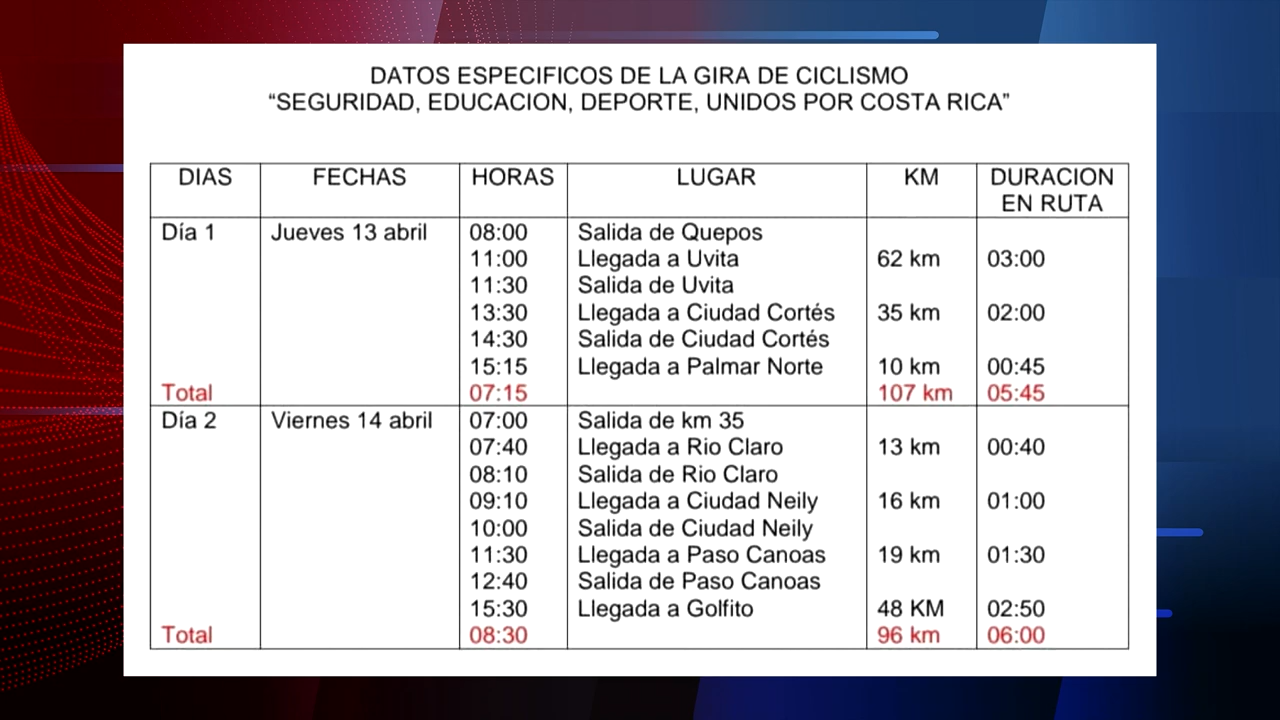 DATOS ESPECIFICOS DE LA GIRA DE CICLISMO
“SEGURIDAD, EDUCACION, DEPORTE, UNIDOS POR COSTA RICA”
DIAS FECHAS HORAS LUGAR KM DURACION EN RUTA
Día 1 Jueves 13 abril 08:00 Salida de Quepos
11:00 Llegada a Uvita 62 km 03:00
11:30 Salida de Uvita
13:30 Llegada a Ciudad Cortés 35 km 02:00
14:30 Salida de Ciudad Cortés
15:15 Llegada a Palmar Norte 10 km 00:45
Total 07:15 107 km 05:45
Día 2 Viernes 14 abril 07:00 Salida de km 35
07:40 Llegada a Rio Claro 13 km 00:40
08:10 Salida de Rio Claro
09:10 Llegada a Ciudad Neily 16 km 01:00
10:00 Salida de Ciudad Neily
11:30 Llegada a Paso Canoas 19 km 01:30
12:40 Salida de Paso Canoas
15:30 Llegada a Golfito 48 KM 02:50
Total 08:30 96 km 06:00